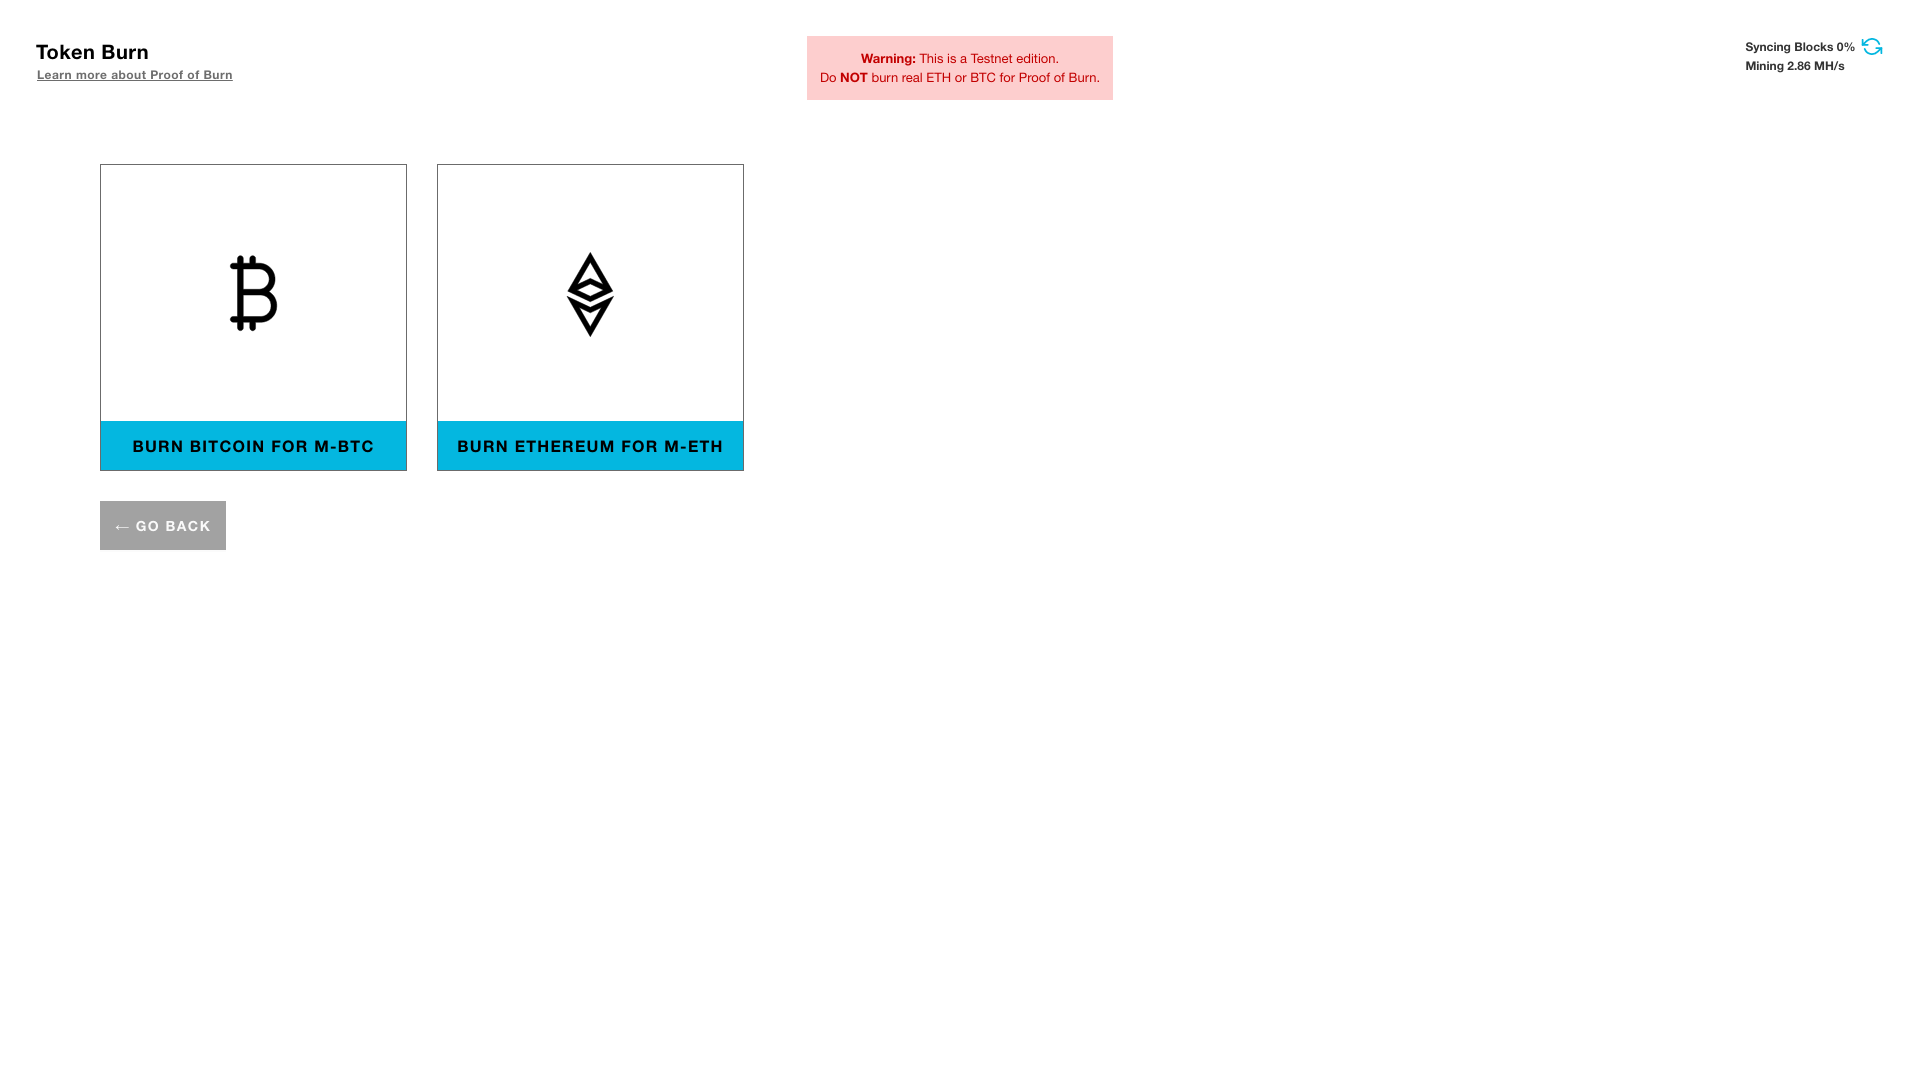 Token Burn
Learn more about Proof of Burn
Warning: This is a Testnet edition.
Do NOT burn real ETH or BTC for Proof of Burn.
Syncing Blocks 0%
Mining 2.86 MH/s
BURN BITCOIN FOR M-BTC
BURN ETHEREUM FOR M-ETH
← GO BACK